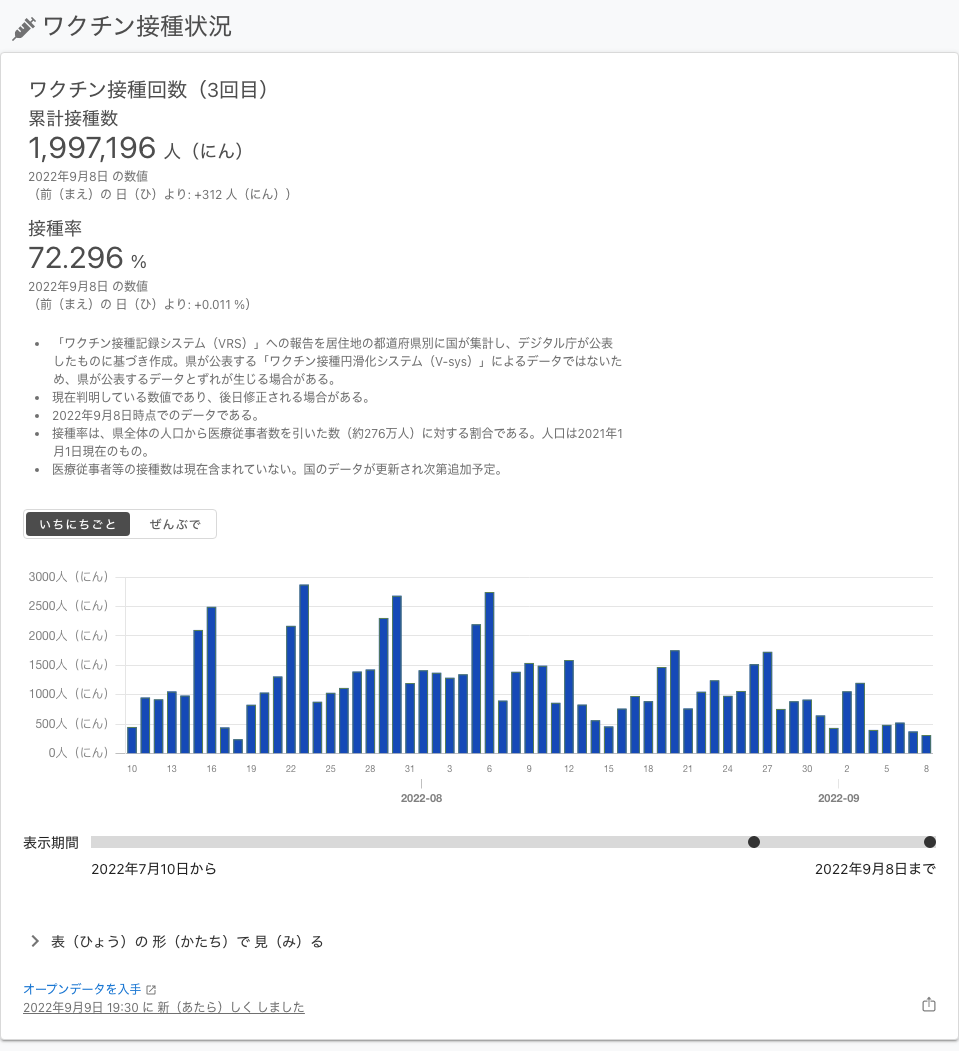 ワクチン接種状況
ワクチン接種回数（3回目）
累計接種数
1,997,196 人（にん）
2022年9月8日 の数値
（前（まえ）の 日（ひ）より: +312 人（にん））
接種率
72.296 %
2022年9月8日 の数値
（前（まえ）の 日（ひ）より: +0.011 %）
• 「ワクチン接種記録システム（VRS）」への報告を居住地の都道府県別に国が集計し、デジタル庁が公表
したものに基づき作成。県が公表する「ワクチン接種円滑化システム（V-sys）」によるデータではないた
め、県が公表するデータとずれが生じる場合がある。
• 現在判明している数値であり、後日修正される場合がある。
• 2022年9月8日時点でのデータである。
• 接種率は、県全体の人口から医療従事者数を引いた数（約276万人）に対する割合である。人口は2021年1
月1日現在のもの。
• 医療従事者等の接種数は現在含まれていない。国のデータが更新され次第追加予定。
いちにちごと ぜんぶで
3000人（にん）
2500人（にん）
2000人（にん）
1500人（にん）
1000人（にん）
500人（にん）
0人（にん）
10 13 16 19 22 25 28 31 3 6 9 12 15 18 21 24 27 30 2 5 8
2022-08 2022-09
表示期間
2022年7月10日から 2022年9月8日まで
表（ひょう）の 形（かたち）で 見（み）る
オープンデータを入手
2022年9月9日 19:30 に 新（あたら）しく しました